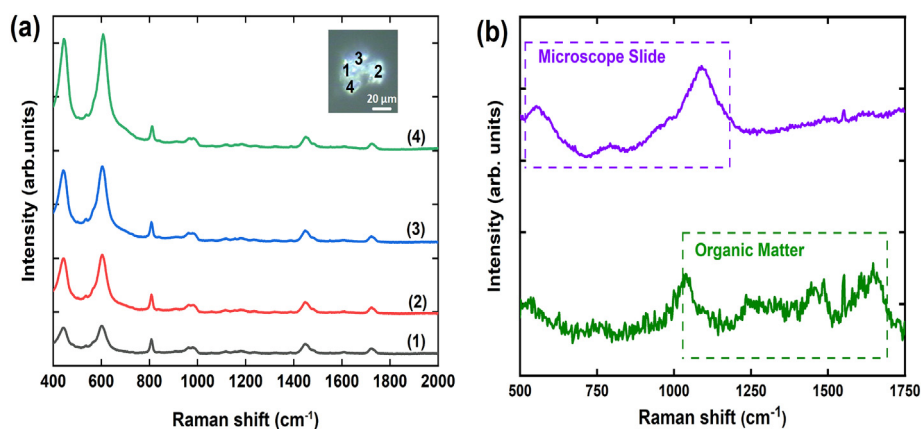 (a)
Intensity (arb.units)
3
1
2
4
20 µm
(4)
(3)
(2)
(1)
400 600 800 1000 1200 1400 1600 1800 2000
Raman shift (cm⁻¹)
(b)
Intensity (arb. units)
Microscope Slide
Organic Matter
500 750 1000 1250 1500 1750
Raman shift (cm⁻¹)